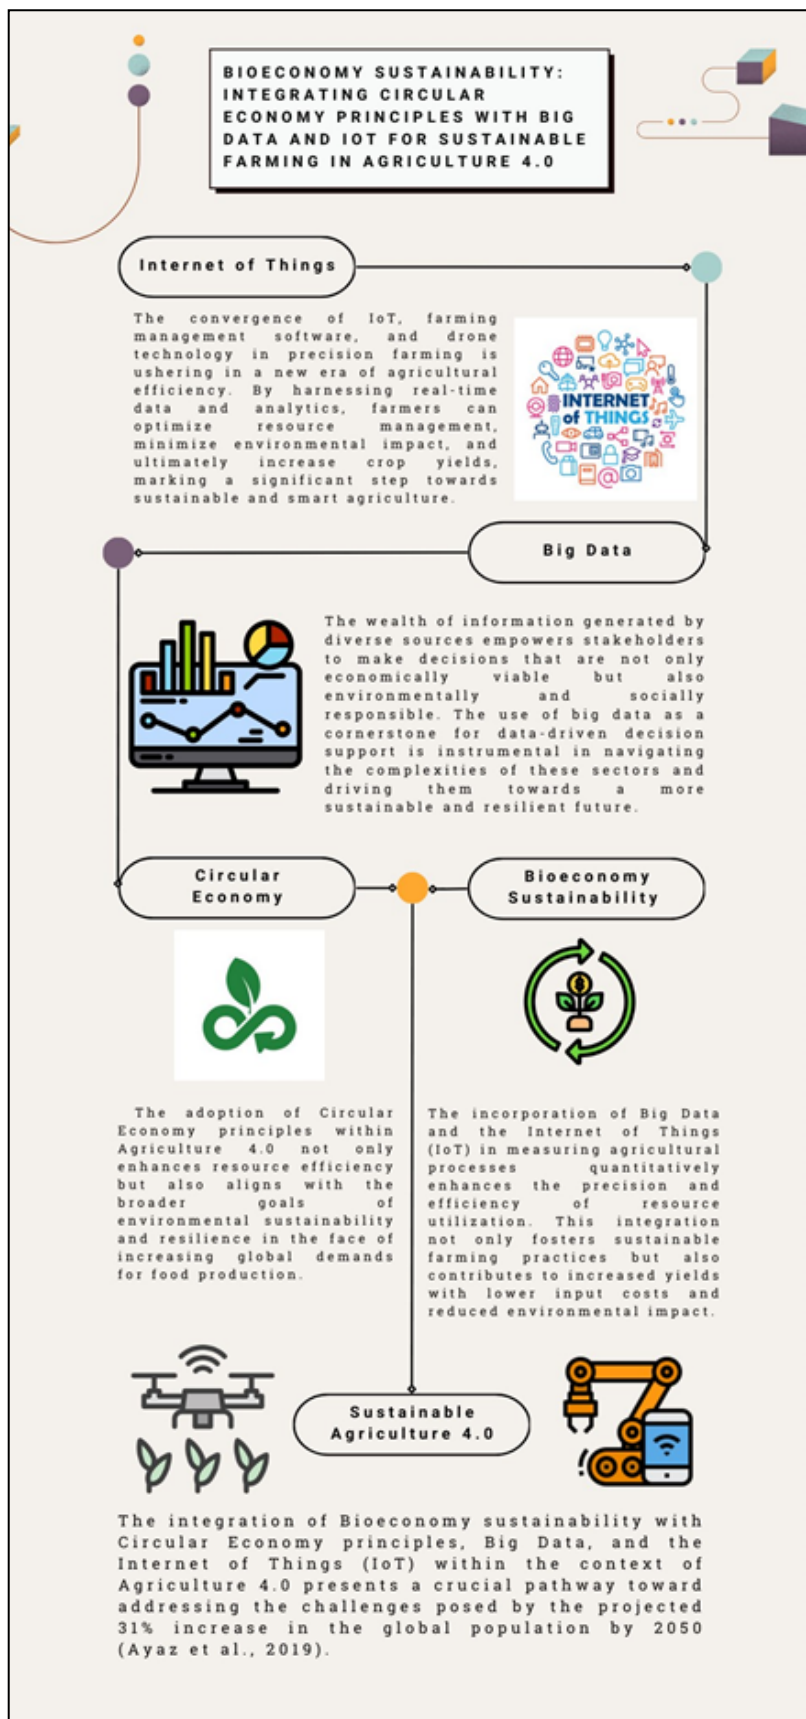 BIOECONOMY SUSTAINABILITY:
INTEGRATING CIRCULAR
ECONOMY PRINCIPLES WITH BIG
DATA AND IOT FOR SUSTAINABLE
FARMING IN AGRICULTURE 4.0
Internet of Things
The convergence of IoT, farming
management software, and drone
technology in precision farming is
ushering in a new era of agricultural
efficiency. By harnessing real-time
data and analytics, farmers can
optimize resource management,
minimize environmental impact, and
ultimately increase crop yields,
marking a significant step towards
sustainable and smart agriculture.
INTERNET
of THINGS
Big Data
The wealth of information generated by
diverse sources empowers stakeholders
to make decisions that are not only
economically viable but also
environmentally and socially
responsible. The use of big data as a
cornerstone for data-driven decision
support is instrumental in navigating
the complexities of these sectors and
driving them towards a more
sustainable and resilient future.
Circular
Economy
The adoption of Circular
Economy principles within
Agriculture 4.0 not only
enhances resource efficiency
but also aligns with the
broader goals of
environmental sustainability
and resilience in the face of
increasing global demands
for food production.
Bioeconomy
Sustainability
$
The incorporation of Big Data
and the Internet of Things
(IoT) in measuring agricultural
processes quantitatively
enhances the precision and
efficiency of resource
utilization. This integration
not only fosters sustainable
farming practices but also
contributes to increased yields
with lower input costs and
reduced environmental impact.
Sustainable
Agriculture 4.0
The integration of Bioeconomy sustainability with
Circular Economy principles, Big Data, and the
Internet of Things (IoT) within the context of
Agriculture 4.0 presents a crucial pathway toward
addressing the challenges posed by the projected
31% increase in the global population by 2050
(Ayaz et al., 2019).